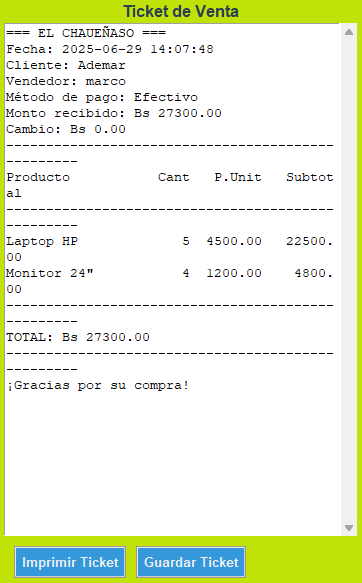 Ticket de Venta
=== EL CHAUEÑASO ===
Fecha: 2025-06-29 14:07:48
Cliente: Ademar
Vendedor: marco
Método de pago: Efectivo
Monto recibido: Bs 27300.00
Cambio: Bs 0.00
-----------------------------------------
---------
Producto           Cant   P.Unit   Subtot
al
-----------------------------------------
---------
Laptop HP             5  4500.00   22500.
00
Monitor 24"           4  1200.00    4800.
00
-----------------------------------------
---------
TOTAL: Bs 27300.00
-----------------------------------------
---------
¡Gracias por su compra!
Imprimir Ticket
Guardar Ticket